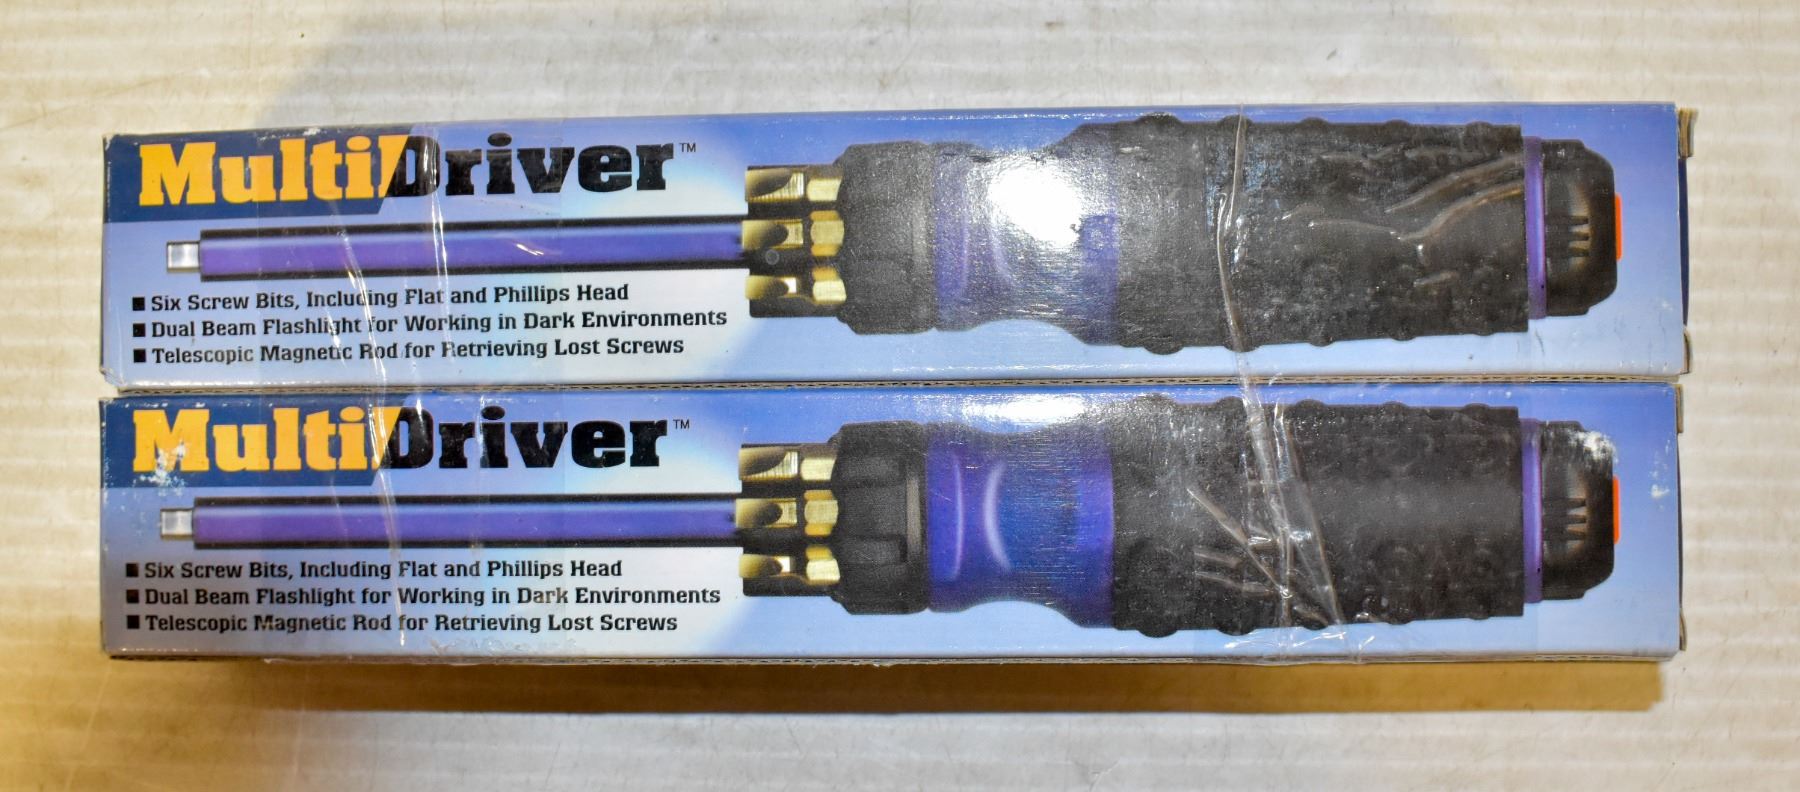 MultiDriver™
■ Six Screw Bits, Including Flat and Phillips Head
■ Dual Beam Flashlight for Working in Dark Environments
■ Telescopic Magnetic Rod for Retrieving Lost Screws
MultiDriver™
■ Six Screw Bits, Including Flat and Phillips Head
■ Dual Beam Flashlight for Working in Dark Environments
■ Telescopic Magnetic Rod for Retrieving Lost Screws